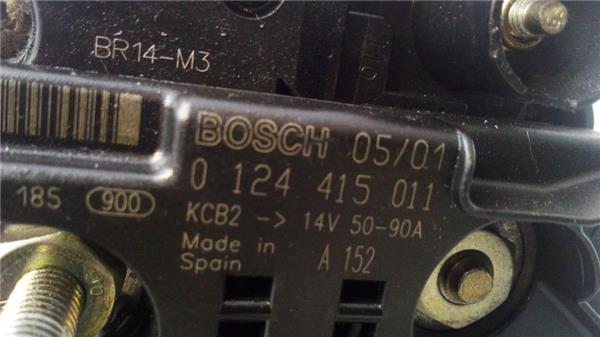 BR14-M3
BOSCH 05/01
0 124 415 011
185 900 KCB2 -> 14V 50-90A
Made in
Spain A 152